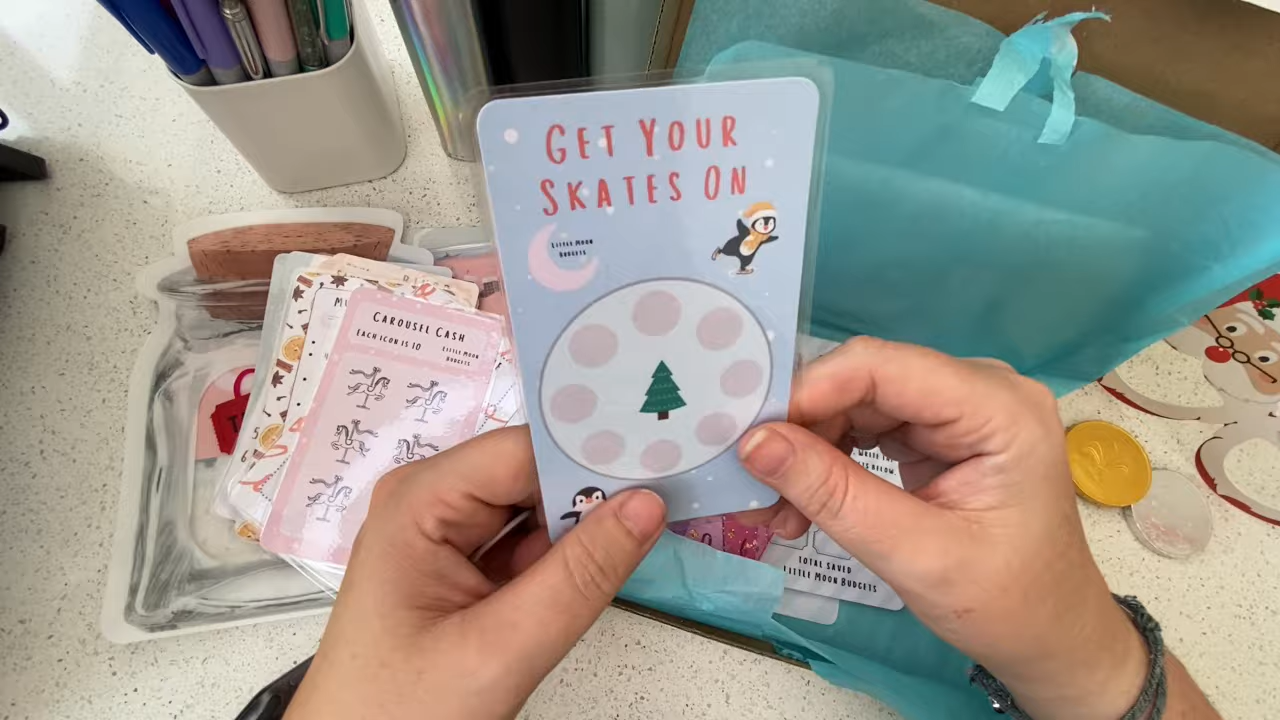 GET YOUR
SKATES ON
LITTLE MOON
BUDGETS
CAROUSEL CASH
EACH ICON IS 10
LITTLE MOON
BUDGETS
TOTAL SAVED
LITTLE MOON BUDGETS